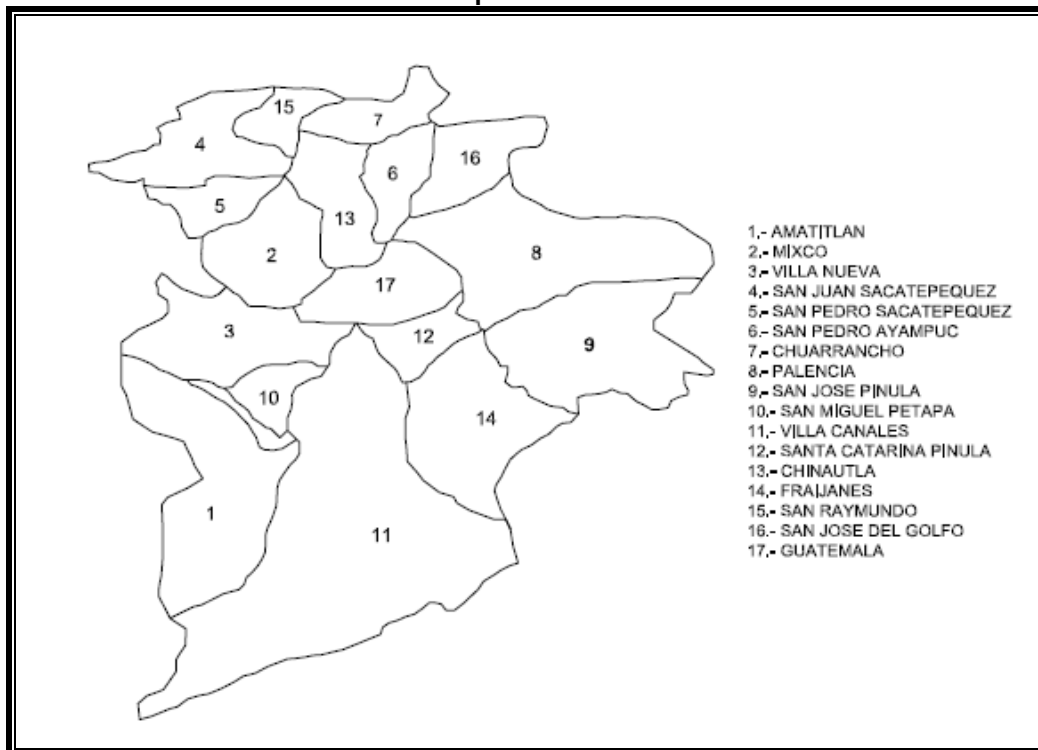 15
7
4
16
6
5
13
2
8
17
3
12
9
10
14
1
11
1,- AMATITLAN
2.- MIXCO
3.- VILLA NUEVA
4.- SAN JUAN SACATEPEQUEZ
5.- SAN PEDRO SACATEPEQUEZ
6.- SAN PEDRO AYAMPUC
7.- CHUARRANCHO
8.- PALENCIA
9.- SAN JOSE PINULA
10.- SAN MIGUEL PETAPA
11.- VILLA CANALES
12.- SANTA CATARINA PINULA
13.- CHINAUTLA
14.- FRAIJANES
15.- SAN RAYMUNDO
16.- SAN JOSE DEL GOLFO
17.- GUATEMALA